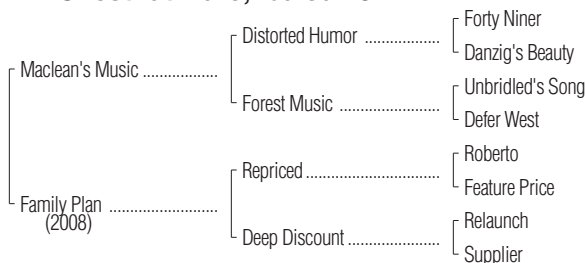 Forty Niner
Distorted Humor ..................
Danzig's Beauty
Maclean's Music ..................
Unbridled's Song
Forest Music ........................
Defer West
Roberto
Repriced................................
Feature Price
Family Plan ..........................
(2008)
Relaunch
Deep Discount......................
Supplier